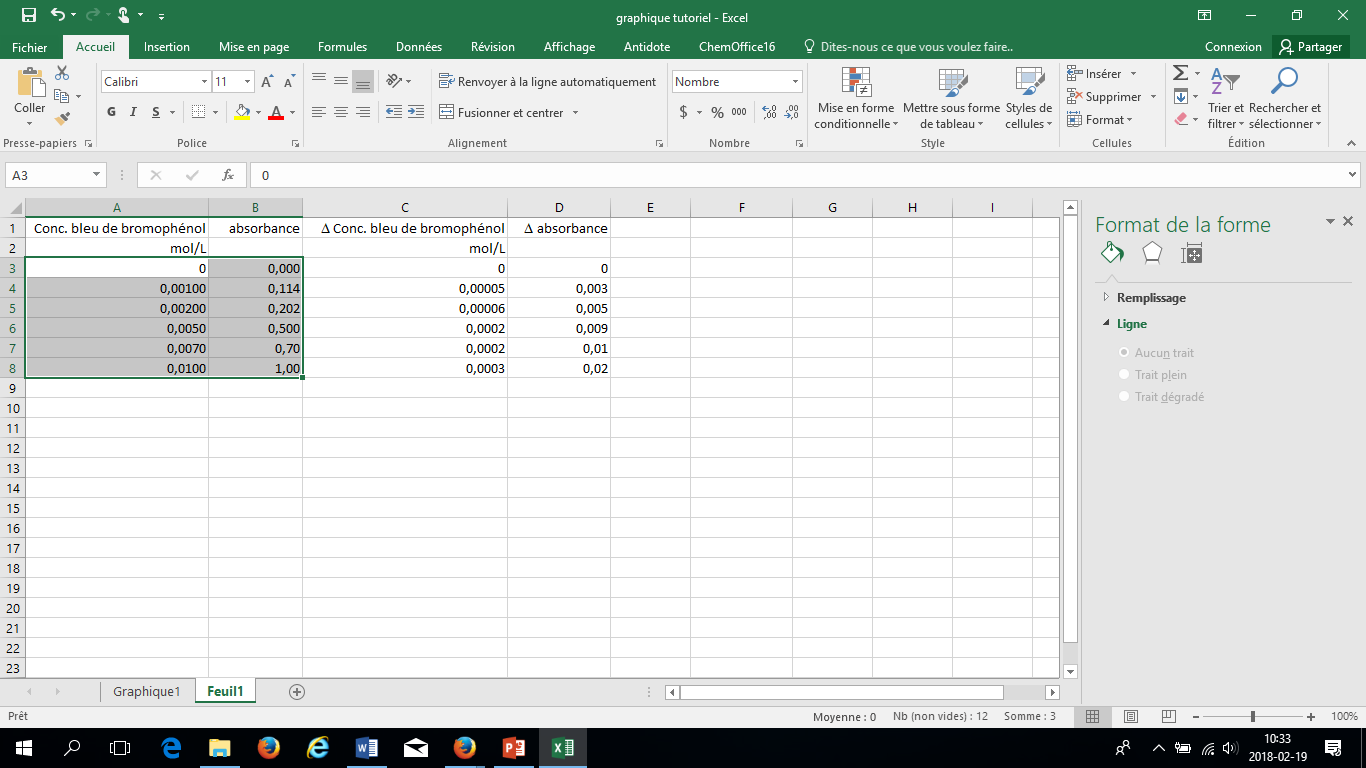 graphique tutoriel - Excel
Fichier Accueil Insertion Mise en page Formules Données Révision Affichage Antidote ChemOffice16 Dites-nous ce que vous voulez faire.. Connexion Partager
Coller
Calibri 11
G I S A
Renvoyer à la ligne automatiquement
Fusionner et centrer
Nombre
$ % 000
Mise en forme conditionnelle
Mettre sous forme de tableau
Styles de cellules
Insérer
Supprimer
Format
Trier et filtrer
Rechercher et sélectionner
Presse-papiers Police Alignement Nombre Style Cellules Édition
A3 fx 0
A B C D E F G H I
1 Conc. bleu de bromophénol absorbance Δ Conc. bleu de bromophénol Δ absorbance
2 mol/L mol/L
3 0 0,000 0 0
4 0,00100 0,114 0,00005 0,003
5 0,00200 0,202 0,00006 0,005
6 0,0050 0,500 0,0002 0,009
7 0,0070 0,70 0,0002 0,01
8 0,0100 1,00 0,0003 0,02
9
10
11
12
13
14
15
16
17
18
19
20
21
22
23
Format de la forme
Remplissage
Ligne
Aucun trait
Trait plein
Trait dégradé
Graphique1 Feuil1
Prêt Moyenne : 0 Nb (non vides) : 12 Somme : 3 100%
10:33
2018-02-19